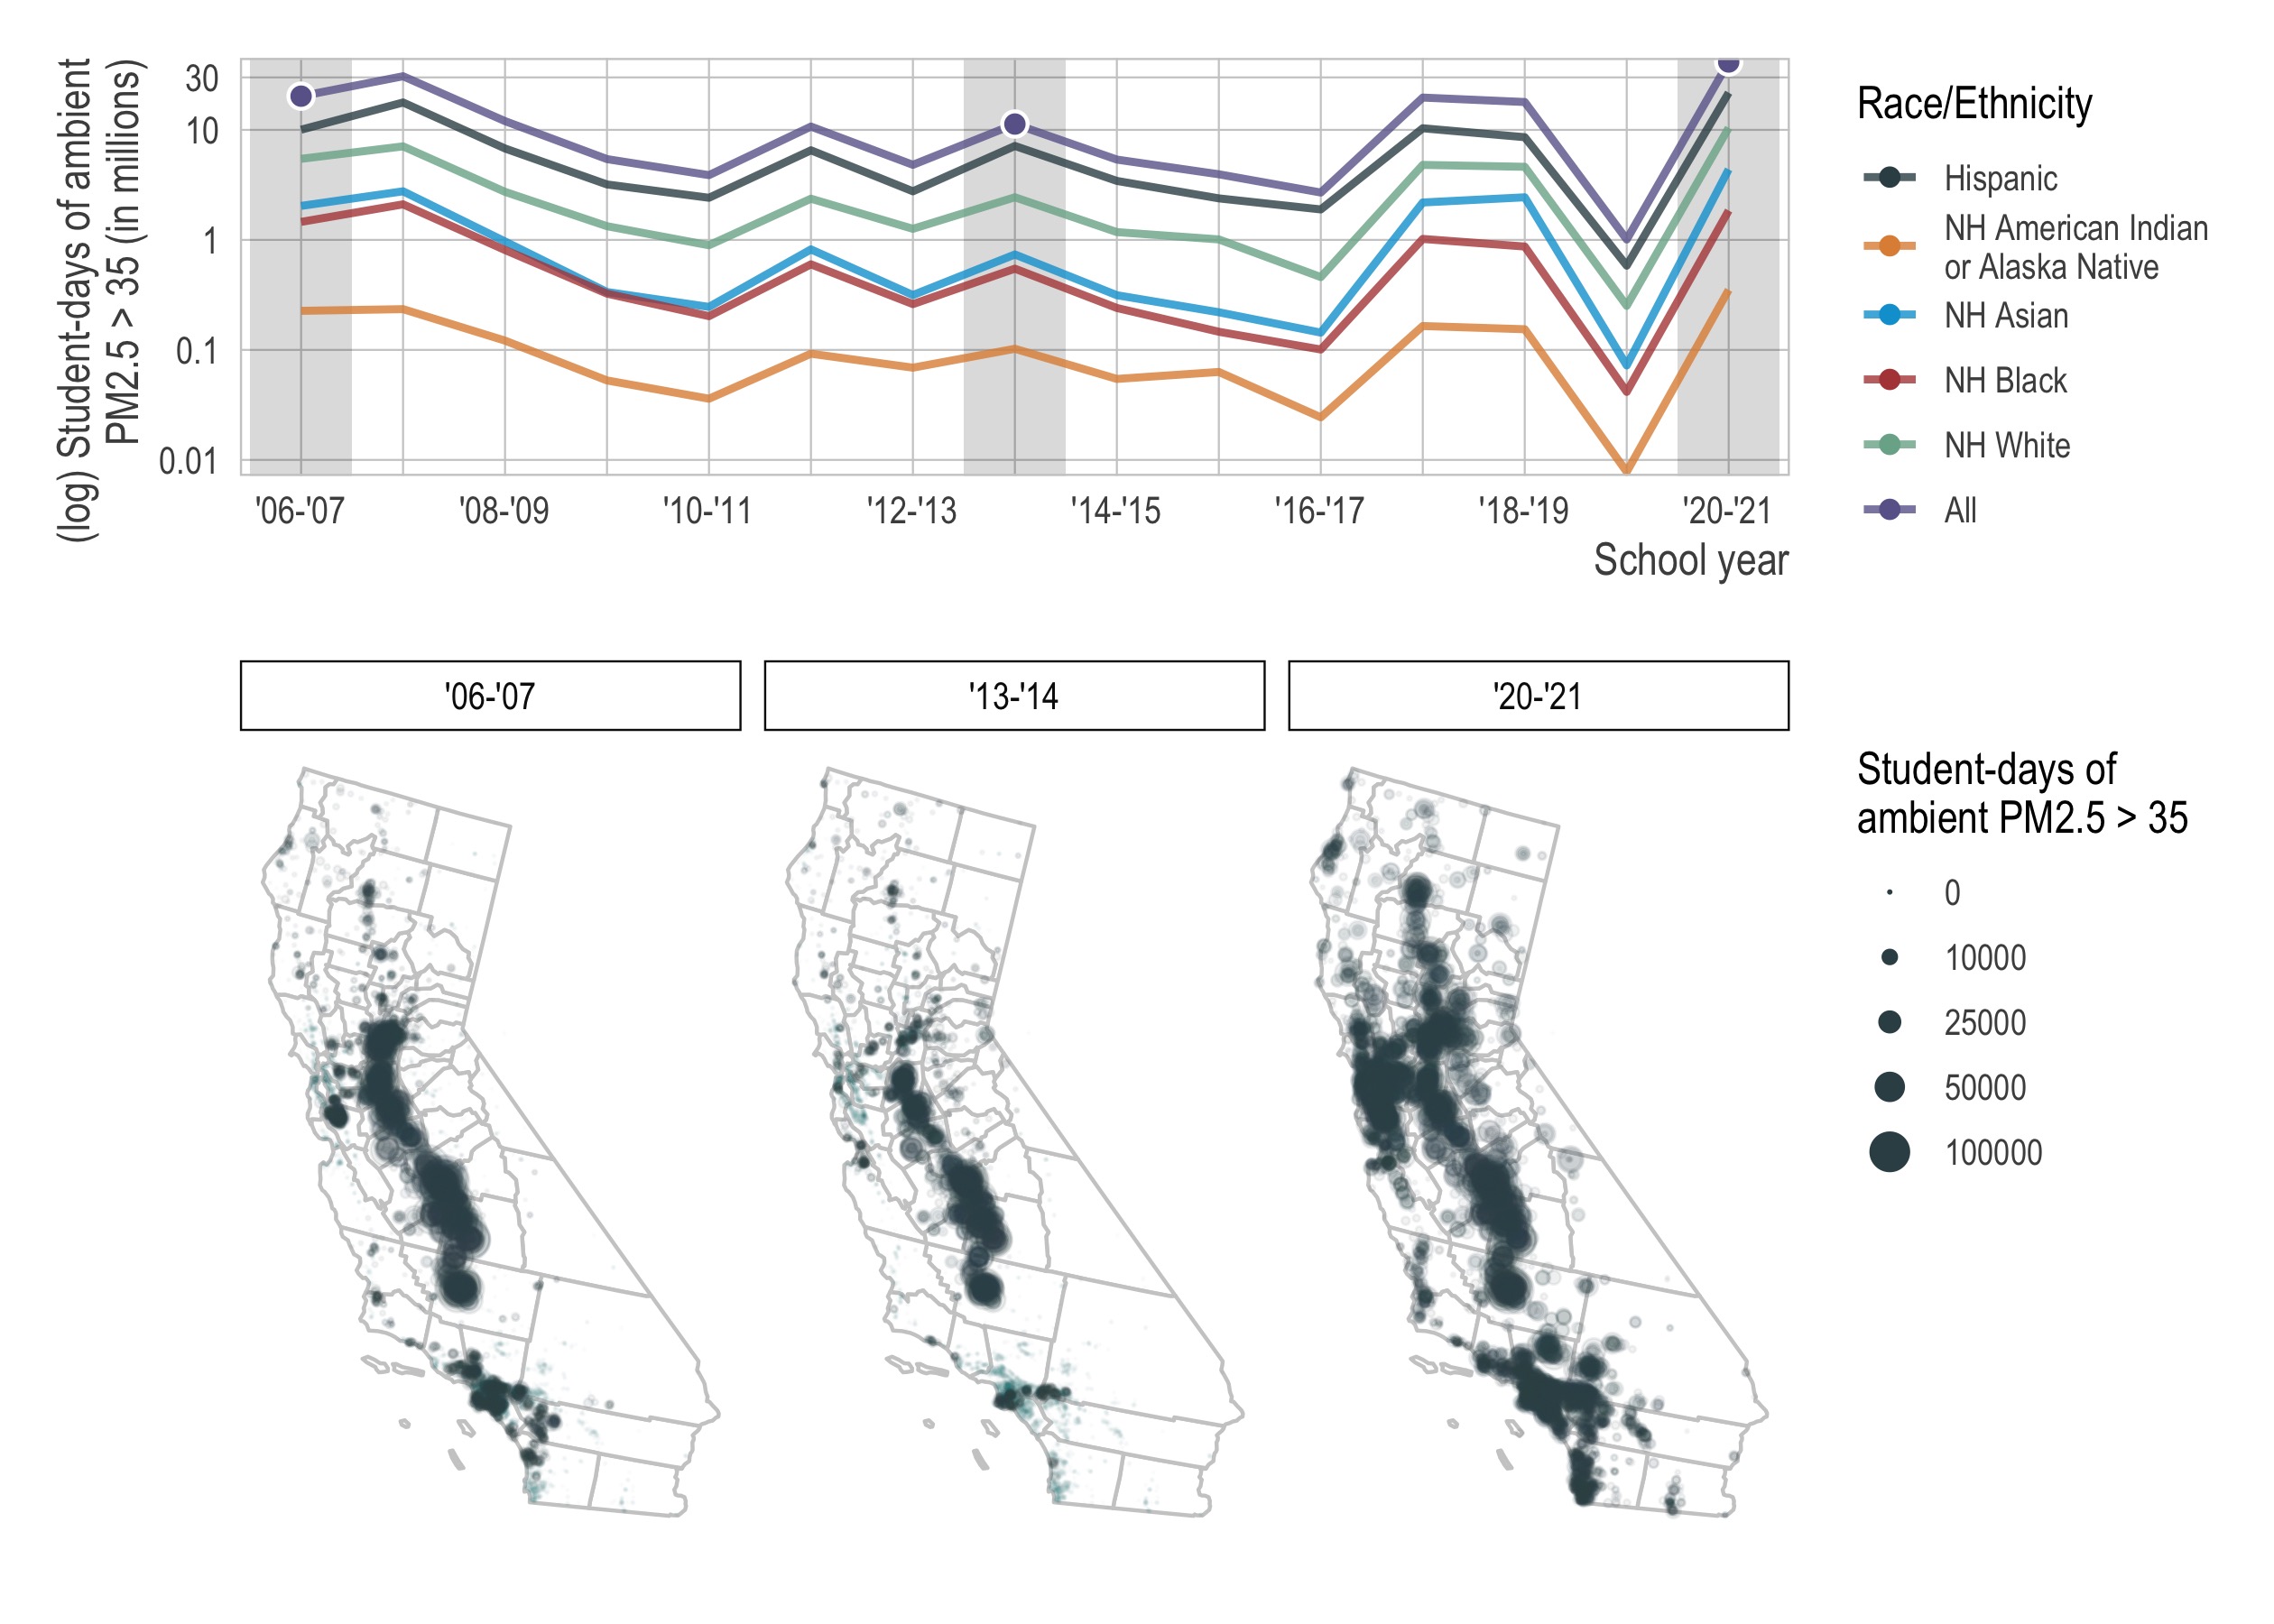 (log) Student-days of ambient
PM2.5 > 35 (in millions)
30
10
1
0.1
0.01
'06-'07
'08-'09
'10-'11
'12-'13
'14-'15
'16-'17
'18-'19
'20-'21
School year
Race/Ethnicity
Hispanic
NH American Indian
or Alaska Native
NH Asian
NH Black
NH White
All
'06-'07
'13-'14
'20-'21
Student-days of
ambient PM2.5 > 35
0
10000
25000
50000
100000